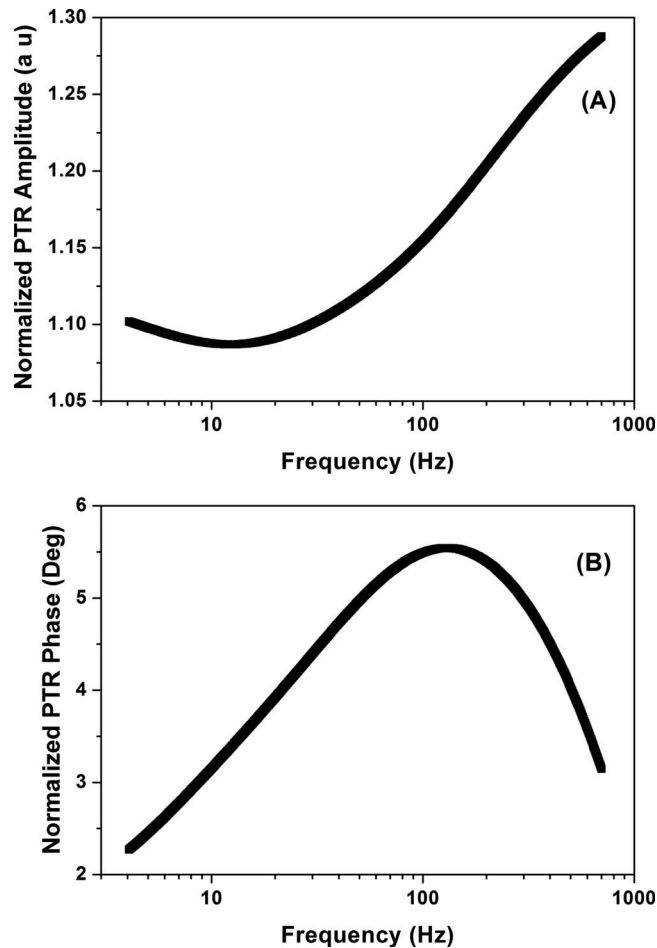 Normalized PTR Amplitude (a u)
1.30
1.25
1.20
1.15
1.10
1.05
(A)
10
100
1000
Frequency (Hz)
Normalized PTR Phase (Deg)
6
5
4
3
2
(B)
10
100
1000
Frequency (Hz)